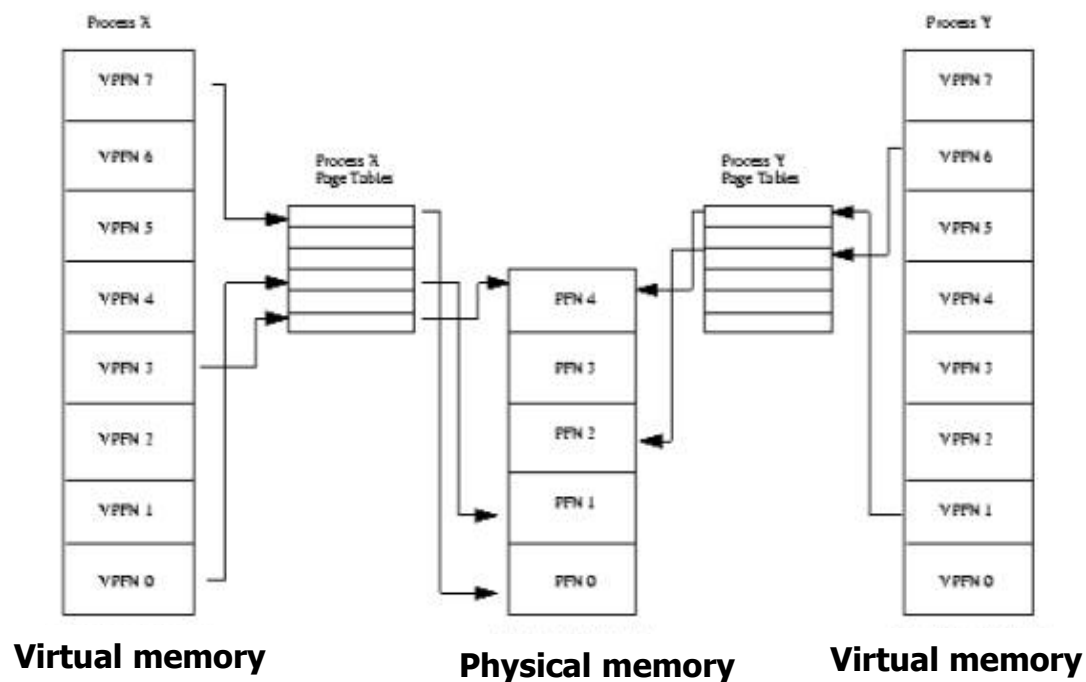 Process X
VPFN 7
VPFN 6
VPFN 5
VPFN 4
VPFN 3
VPFN 2
VPFN 1
VPFN 0
Virtual memory
Process X
Page Tables
PFN 4
PFN 3
PFN 2
PFN 1
PFN 0
Physical memory
Process Y
Page Tables
Process Y
VPFN 7
VPFN 6
VPFN 5
VPFN 4
VPFN 3
VPFN 2
VPFN 1
VPFN 0
Virtual memory